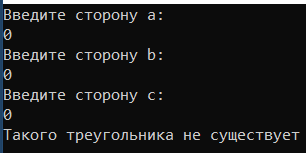 Введите сторону a:
0
Введите сторону b:
0
Введите сторону c:
0
Такого треугольника не существует